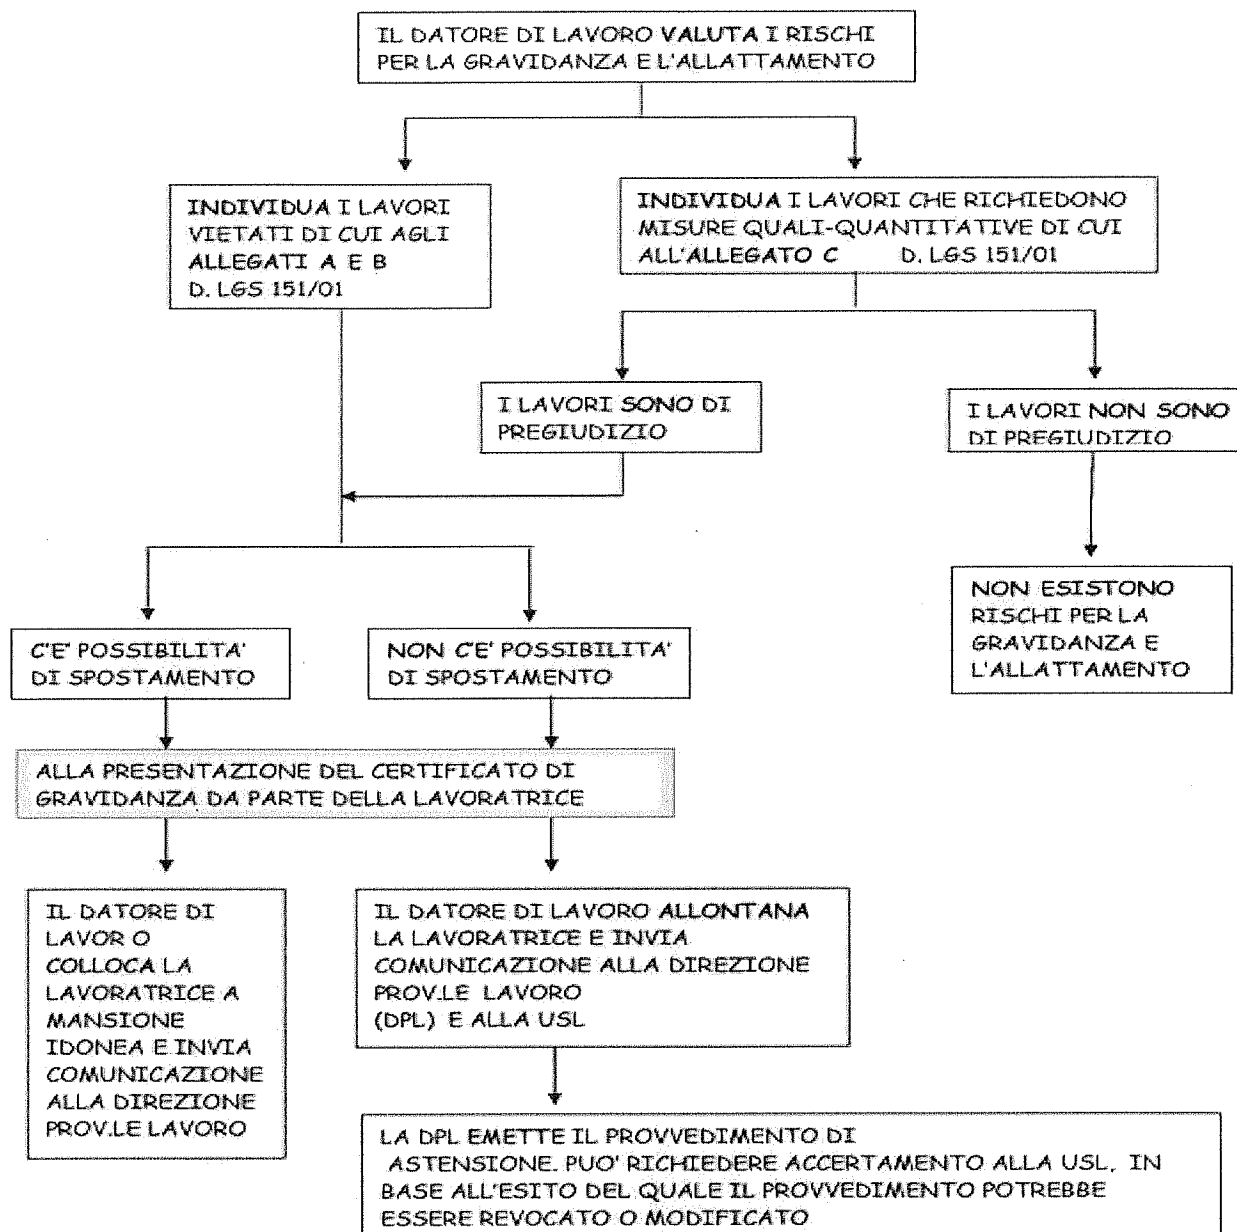 IL DATORE DI LAVORO VALUTA I RISCHI
PER LA GRAVIDANZA E L'ALLATTAMENTO
INDIVIDUA I LAVORI
VIETATI DI CUI AGLI
ALLEGATI A E B
D. LGS 151/01
INDIVIDUA I LAVORI CHE RICHIEDONO
MISURE QUALI-QUANTITATIVE DI CUI
ALL'ALLEGATO C D. LGS 151/01
I LAVORI SONO DI
PREGIUDIZIO
I LAVORI NON SONO
DI PREGIUDIZIO
NON ESISTONO
RISCHI PER LA
GRAVIDANZA E
L'ALLATTAMENTO
C'E' POSSIBILITA'
DI SPOSTAMENTO
NON C'E' POSSIBILITA'
DI SPOSTAMENTO
ALLA PRESENTAZIONE DEL CERTIFICATO DI
GRAVIDANZA DA PARTE DELLA LAVORATRICE
IL DATORE DI
LAVOR O
COLLOCA LA
LAVORATRICE A
MANSIONE
IDONEA E INVIA
COMUNICAZIONE
ALLA DIREZIONE
PROV.LE LAVORO
IL DATORE DI LAVORO ALLONTANA
LA LAVORATRICE E INVIA
COMUNICAZIONE ALLA DIREZIONE
PROV.LE LAVORO
(DPL) E ALLA USL
LA DPL EMETTE IL PROVVEDIMENTO DI
ASTENSIONE. PUO' RICHIEDERE ACCERTAMENTO ALLA USL, IN
BASE ALL'ESITO DEL QUALE IL PROVVEDIMENTO POTREBBE
ESSERE REVOCATO O MODIFICATO